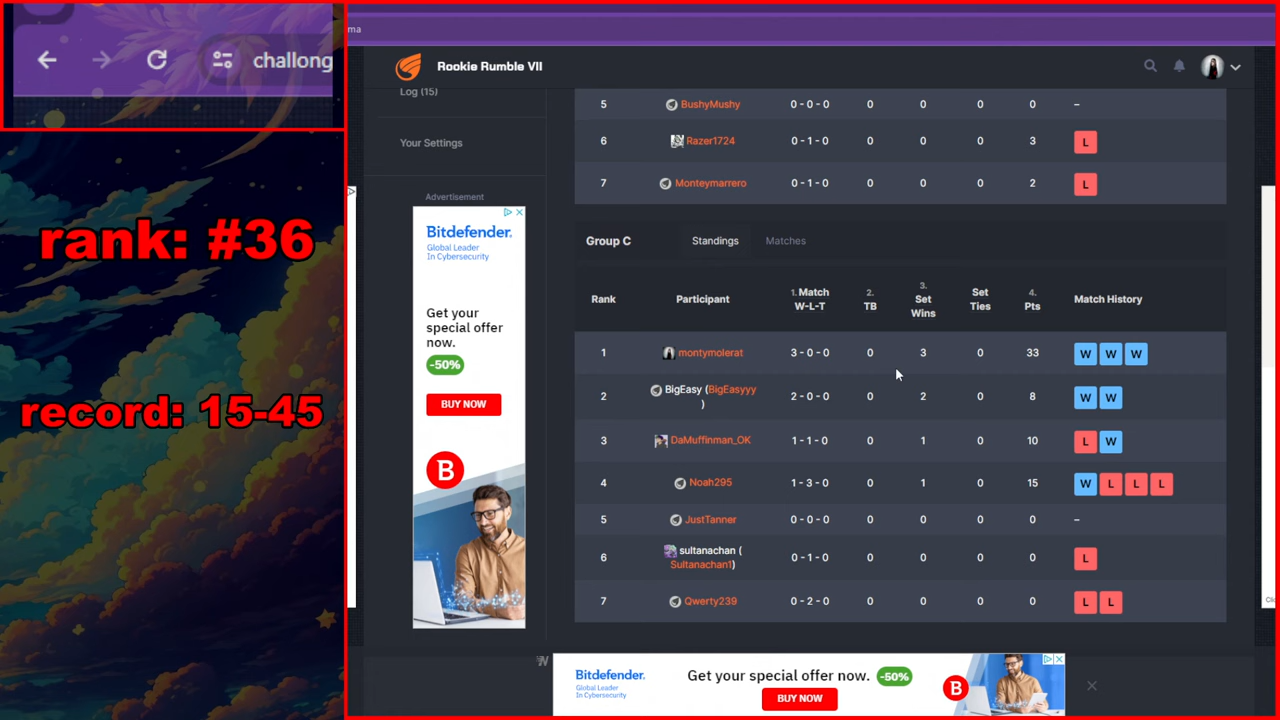 challong
rank: #36
record: 15-45
ma
Rookie Rumble VII
Log (15)
Your Settings
Advertisement
Bitdefender.
Global Leader
In Cybersecurity
Get your
special offer
now.
-50%
BUY NOW
B
5 BushyMushy 0 - 0 - 0 0 0 0 0 –
6 Razer1724 0 - 1 - 0 0 0 0 3 L
7 Monteymarrero 0 - 1 - 0 0 0 0 2 L
Group C Standings Matches
Rank Participant 1. Match W-L-T 2. TB 3. Set Wins Set Ties 4. Pts Match History
1 montymolerat 3 - 0 - 0 0 3 0 33 W W W
2 BigEasy (BigEasyyy) 2 - 0 - 0 0 2 0 8 W W
3 DaMuffinman_OK 1 - 1 - 0 0 1 0 10 L W
4 Noah295 1 - 3 - 0 0 1 0 15 W L L L
5 JustTanner 0 - 0 - 0 0 0 0 0 –
6 sultanachan (Sultanachan1) 0 - 1 - 0 0 0 0 0 L
7 Qwerty239 0 - 2 - 0 0 0 0 0 L L
Bitdefender.
Global Leader
In Cybersecurity
Get your special offer now. -50%
BUY NOW
B